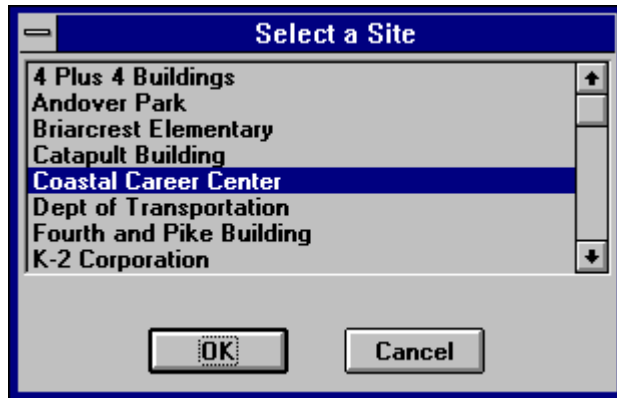 Select a Site
4 Plus 4 Buildings
Andover Park
Briarcrest Elementary
Catapult Building
Coastal Career Center
Dept of Transportation
Fourth and Pike Building
K-2 Corporation
OK
Cancel